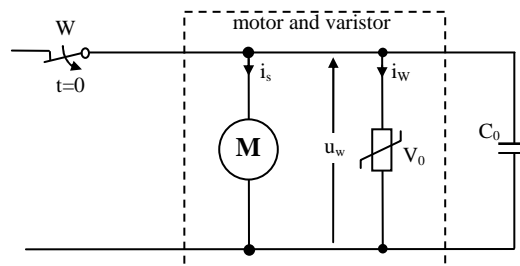 motor and varistor
W
t=0
i_s
i_W
M
u_w
V_0
C_0